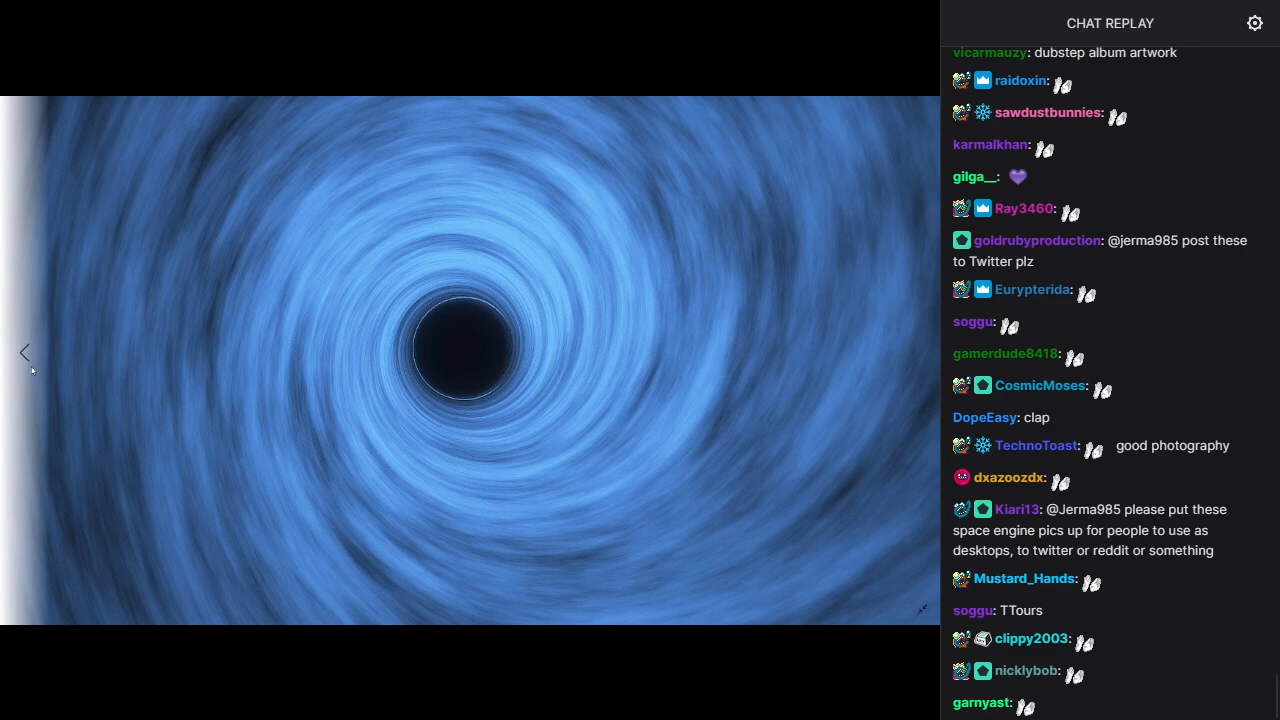 CHAT REPLAY
vicarmauzy: dubstep album artwork
raidoxin:
sawdustbunnies:
karmalkhan:
gilga__:
Ray3460:
goldrubyproduction: @jerma985 post these
to Twitter plz
Eurypterida:
soggu:
gamerdude8418:
CosmicMoses:
DopeEasy: clap
TechnoToast: good photography
dxazoozdx:
Kiari13: @Jerma985 please put these
space engine pics up for people to use as
desktops, to twitter or reddit or something
Mustard_Hands:
soggu: TTours
clippy2003:
nicklybob:
garnyast: